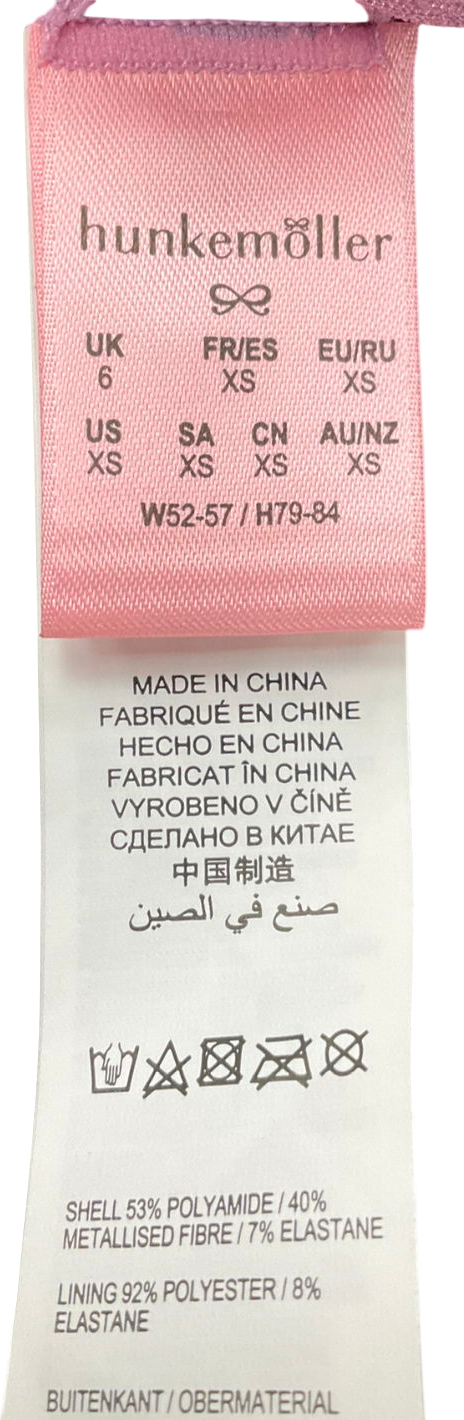 hunkemöller
UK FR/ES EU/RU
6 XS XS
US SA CN AU/NZ
XS XS XS XS
W52-57 / H79-84
MADE IN CHINA
FABRIQUÉ EN CHINE
HECHO EN CHINA
FABRICAT ÎN CHINA
VYROBENO V ČÍNĚ
СДЕЛАНО В КИТАЕ
中国制造
صنع في الصين
SHELL 53% POLYAMIDE / 40%
METALLISED FIBRE / 7% ELASTANE
LINING 92% POLYESTER / 8%
ELASTANE
BUITENKANT / OBERMATERIAL